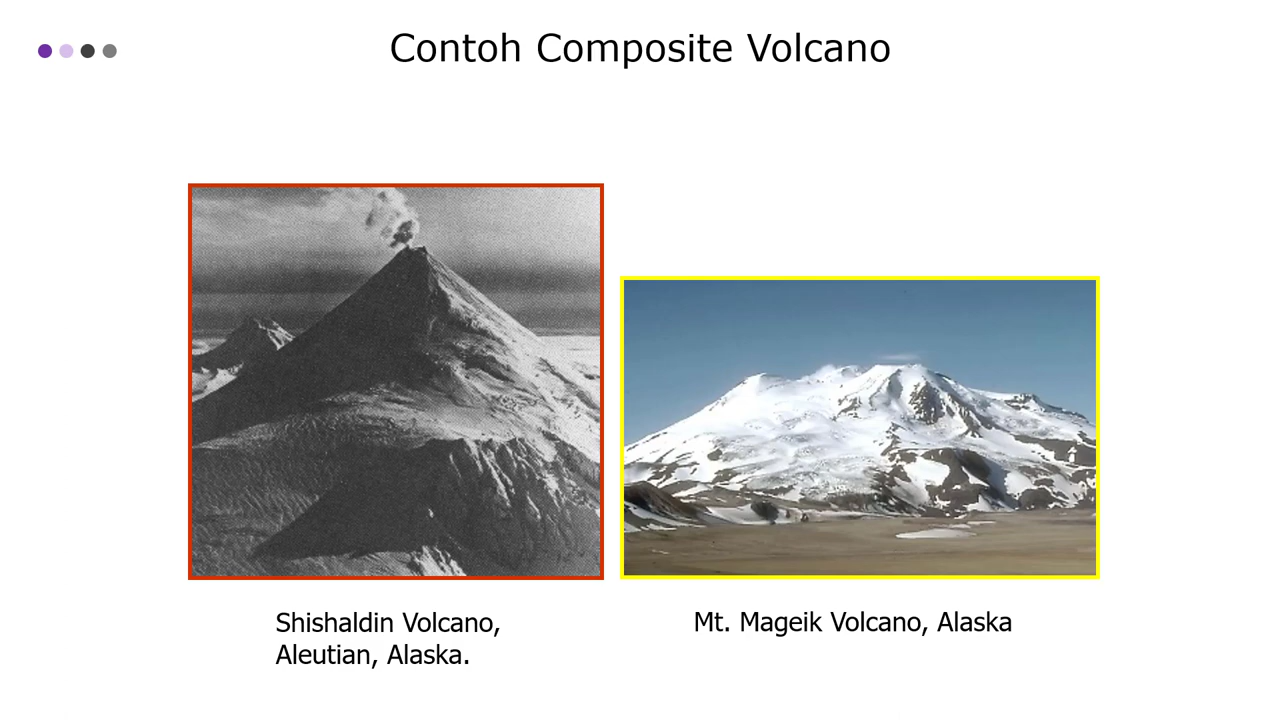 Contoh Composite Volcano
Shishaldin Volcano,
Aleutian, Alaska.
Mt. Mageik Volcano, Alaska